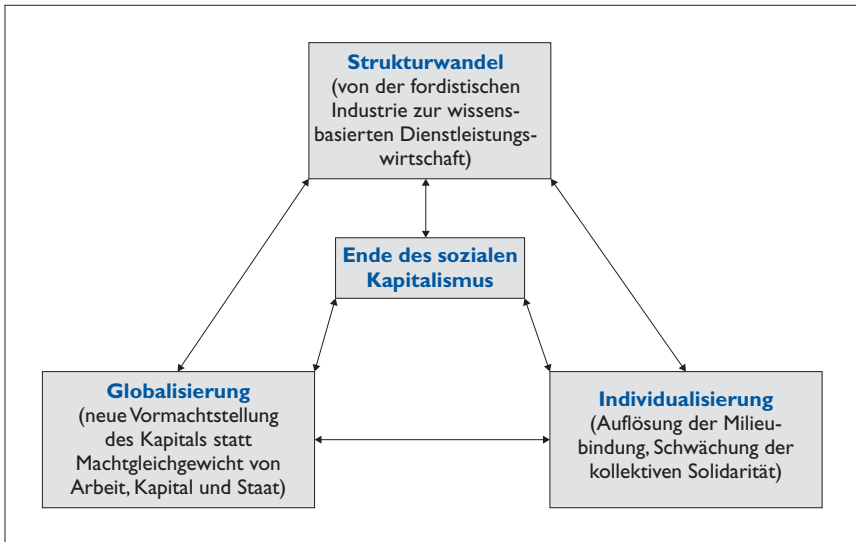 Strukturwandel
(von der fordistischen
Industrie zur wissens-
basierten Dienstleistungs-
wirtschaft)
Ende des sozialen
Kapitalismus
Globalisierung
(neue Vormachtstellung
des Kapitals statt
Machtgleichgewicht von
Arbeit, Kapital und Staat)
Individualisierung
(Auflösung der Milieu-
bindung, Schwächung der
kollektiven Solidarität)